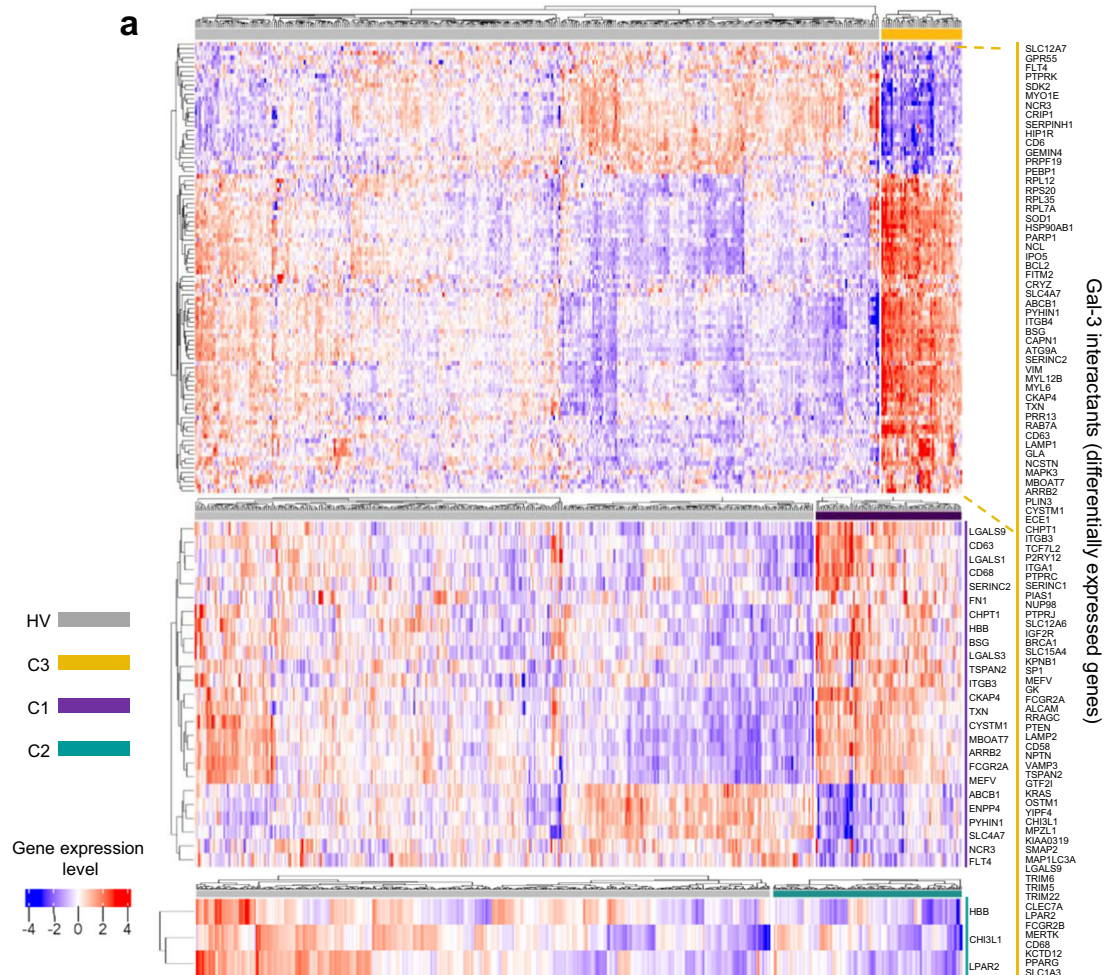 a
SLC12A7
GPR55
FLT4
PTPRK
SDK2
MYO1E
NCR3
CRIP1
SERPINH1
HIP1R
CD6
GEMIN4
PRPF19
PEBP1
RPL12
RPS20
RPL35
RPL7A
SOD1
HSP90AB1
PARP1
NCL
IPO5
BCL2
FITM2
CRYZ
SLC4A7
ABCB1
PYHIN1
ITGB4
BSG
CAPN1
ATG9A
SERINC2
VIM
MYL12B
MYL6
CKAP4
TXN
PRR13
RAB7A
CD63
LAMP1
GLA
NCSTN
MAPK3
MBOAT7
ARRB2
PLIN3
CYSTM1
ECE1
CHPT1
ITGB3
TCF7L2
P2RY12
ITGA1
PTPRC
SERINC1
PIAS1
NUP98
PTPRJ
SLC12A6
IGF2R
BRCA1
SLC15A4
KPNB1
SP1
MEFV
GK
FCGR2A
ALCAM
RRAGC
PTEN
LAMP2
CD58
NPTN
VAMP3
TSPAN2
GTF2I
KRAS
OSTM1
YIPF4
CHI3L1
MPZL1
KIAA0319
SMAP2
MAP1LC3A
LGALS9
TRIM6
TRIM5
TRIM22
CLEC7A
LPAR2
FCGR2B
MERTK
CD68
KCTD12
PPARG
SLC1A3
Gal-3 interactants (differentially expressed genes)
LGALS9
CD63
LGALS1
CD68
SERINC2
FN1
CHPT1
HBB
BSG
LGALS3
TSPAN2
ITGB3
CKAP4
TXN
CYSTM1
MBOAT7
ARRB2
FCGR2A
MEFV
ABCB1
ENPP4
PYHIN1
SLC4A7
NCR3
FLT4
HBB
CHI3L1
LPAR2
HV
C3
C1
C2
Gene expression
level
-4 -2 0 2 4